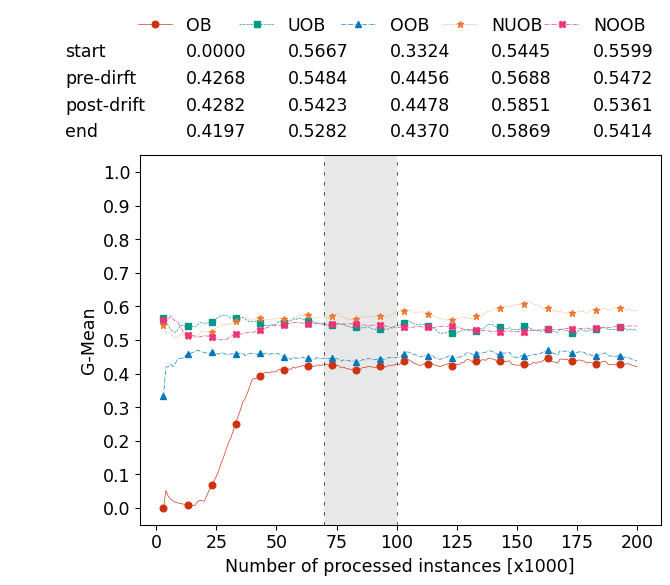 OB UOB OOB NUOB NOOB
start 0.0000 0.5667 0.3324 0.5445 0.5599
pre-dirft 0.4268 0.5484 0.4456 0.5688 0.5472
post-drift 0.4282 0.5423 0.4478 0.5851 0.5361
end 0.4197 0.5282 0.4370 0.5869 0.5414
1.0
0.9
0.8
0.7
0.6
0.5
0.4
0.3
0.2
0.1
0.0
G-Mean
0 25 50 75 100 125 150 175 200
Number of processed instances [x1000]